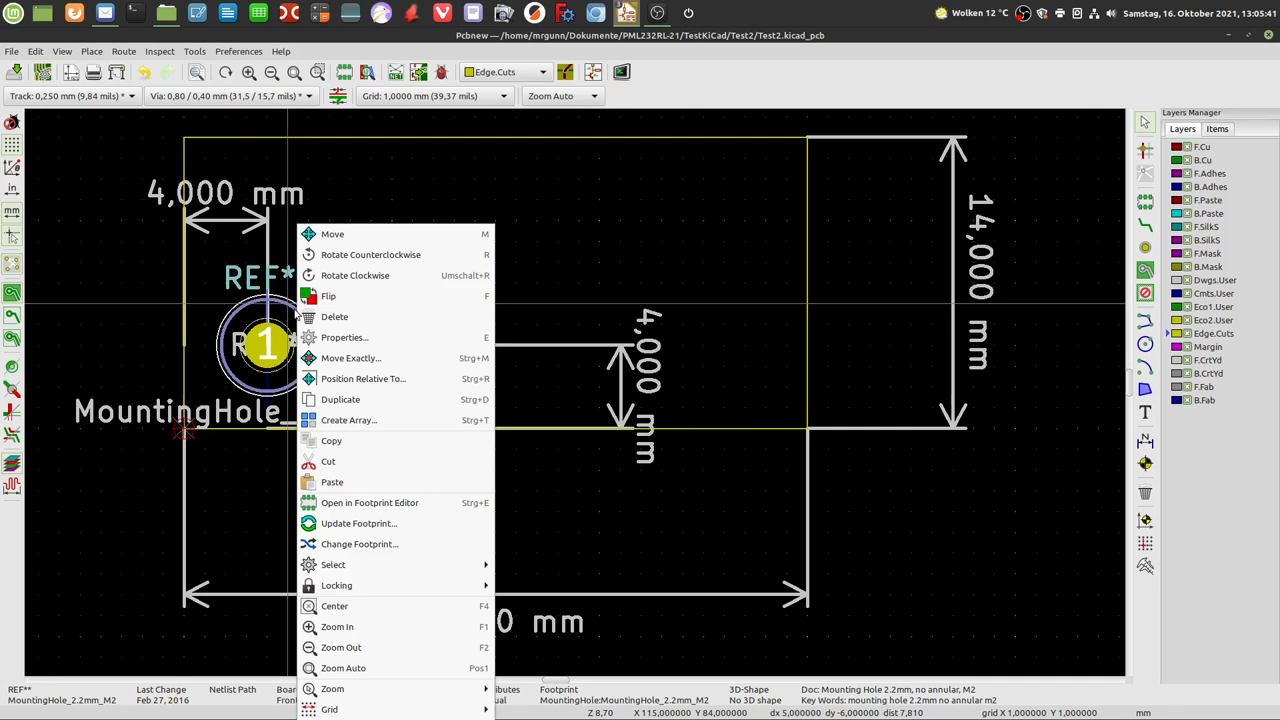 Wolken 12 °C
Samstag, 16. Oktober 2021, 13:05:11
Pcbnew — /home/mrgunn/Dokumente/PML232RL-21/TestKiCad/Test2/Test2.kicad_pcb
File Edit View Place Route Inspect Tools Preferences Help
Edge.Cuts
Track: 0,250 mm (9,84 mils) *
Via: 0,80 / 0,40 mm (31,5 / 15,7 mils) *
Grid: 1,0000 mm (39,37 mils)
Zoom Auto
in
mm
4,000 mm
REF*
1
MountingHole_
4,000 mm
14,000 mm
0 mm
Move M
Rotate Counterclockwise R
Rotate Clockwise Umschalt+R
Flip F
Delete
Properties... E
Move Exactly... Strg+M
Position Relative To... Strg+R
Duplicate Strg+D
Create Array... Strg+T
Copy
Cut
Paste
Open in Footprint Editor Strg+E
Update Footprint...
Change Footprint...
Select
Locking
Center F4
Zoom In F1
Zoom Out F2
Zoom Auto Pos1
Zoom
Grid
Layers Manager
Layers Items
F.Cu
B.Cu
F.Adhes
B.Adhes
F.Paste
B.Paste
F.SilkS
B.SilkS
F.Mask
B.Mask
Dwgs.User
Cmts.User
Eco1.User
Eco2.User
Edge.Cuts
Margin
F.CrtYd
B.CrtYd
F.Fab
B.Fab
REF** Last Change Netlist Path Boar ributes Footprint 3D-Shape Doc: Mounting Hole 2.2mm, no annular, M2
MountingHole_2.2mm_M2 Feb 27, 2016 Front ual MountingHole:MountingHole_2.2mm_M2 No 3D shape Key Words: mounting hole 2.2mm no annular m2
Z 8,70 X 115,000000 Y 84,000000 dx 5,000000 dy -6,000000 dist 7,810 grid X 1,000000 Y 1,000000 mm